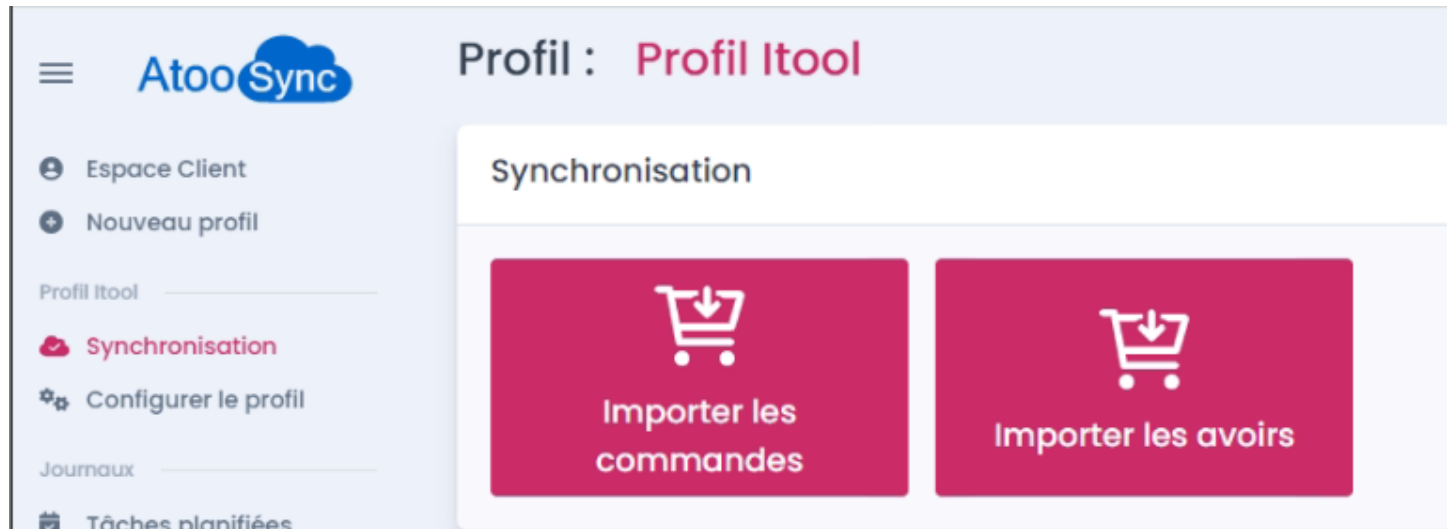 AtooSync
Profil : Profil Itool
Espace Client
Nouveau profil
Profil Itool
Synchronisation
Configurer le profil
Journaux
Tâches planifiées
Synchronisation
Importer les
commandes
Importer les avoirs